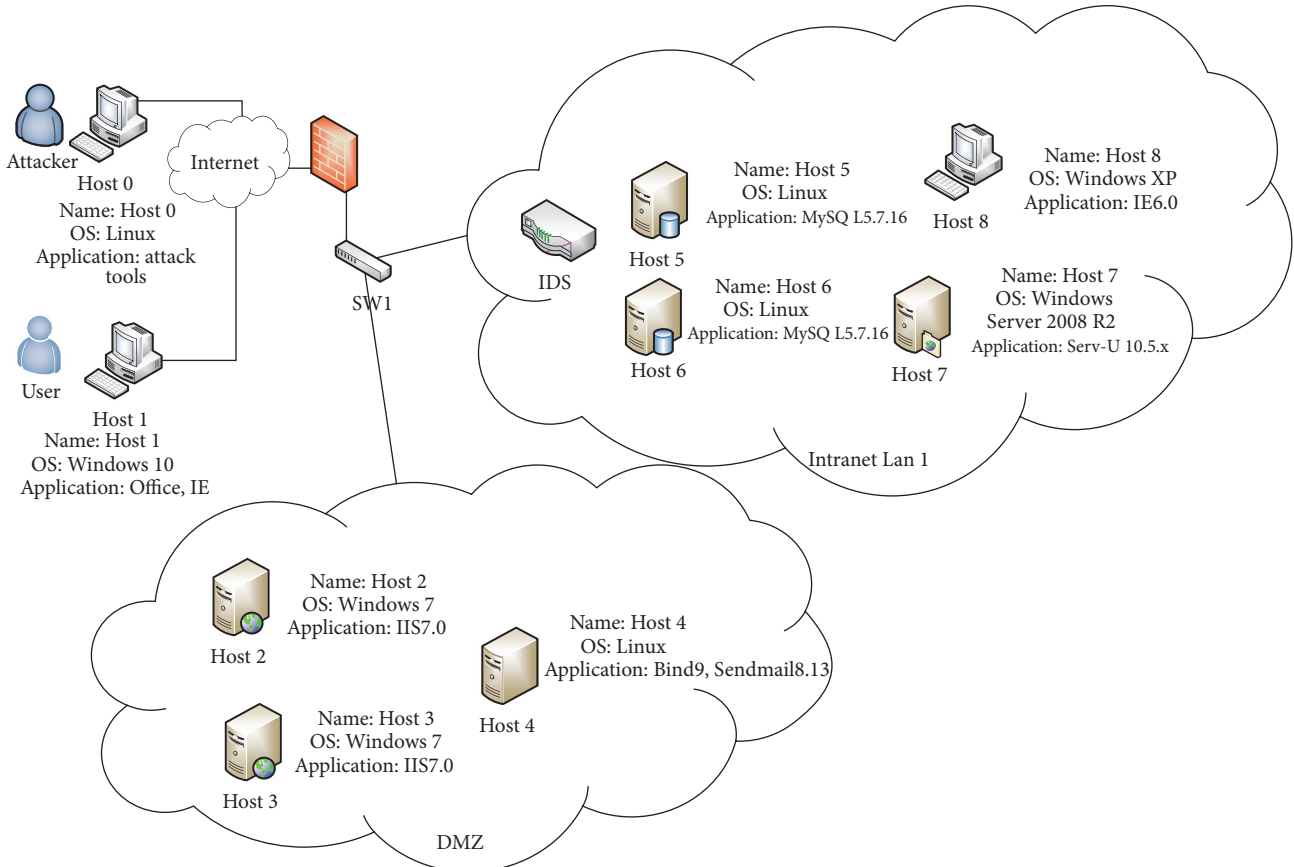 Attacker
Host 0
Name: Host 0
OS: Linux
Application: attack
tools
Internet
User
Host 1
Name: Host 1
OS: Windows 10
Application: Office, IE
SW1
IDS
Name: Host 5
OS: Linux
Application: MySQ L5.7.16
Host 5
Name: Host 6
OS: Linux
Application: MySQ L5.7.16
Host 6
Name: Host 8
OS: Windows XP
Application: IE6.0
Host 8
Name: Host 7
OS: Windows
Server 2008 R2
Application: Serv-U 10.5.x
Host 7
Intranet Lan 1
Name: Host 2
OS: Windows 7
Application: IIS7.0
Host 2
Name: Host 4
OS: Linux
Application: Bind9, Sendmail8.13
Host 4
Name: Host 3
OS: Windows 7
Application: IIS7.0
Host 3
DMZ